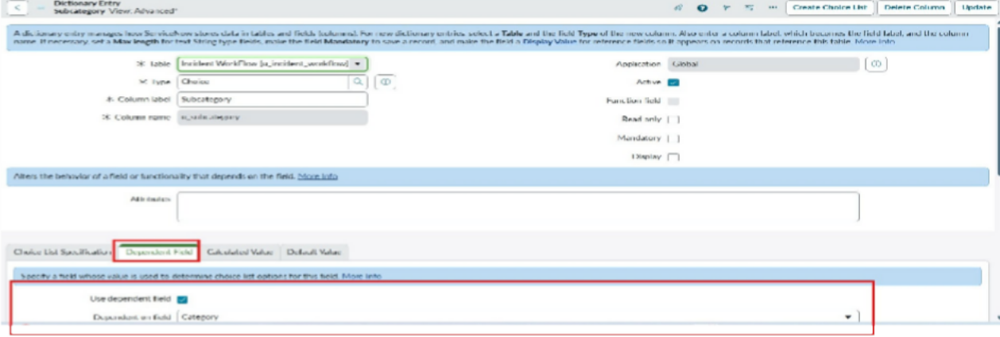 Dictionary Entry
Subcategory View: Advanced*
Create Choice List
Delete Column
Update
A dictionary entry manages how ServiceNow stores data in tables and fields (columns). For new dictionary entries, select a Table and the field Type of the new column. Also enter a column label, which becomes the field label, and the column
name. If necessary, set a Max length for text String type fields, make the field Mandatory to save a record, and make the field a Display Value for reference fields so it appears on records that reference this table. More Info
Table Incident WorkFlow [u_incident_workflow]
Application Global
Type Choice
Active
Column label Subcategory
Function field
Column name u_subcategory
Read only
Mandatory
Display
Alters the behavior of a field or functionality that depends on the field. More Info
Attributes
Choice List Specification Dependent Field Calculated Value Default Value
Specify a field whose value is used to determine choice list options for this field. More Info
Use dependent field
Dependent on field Category